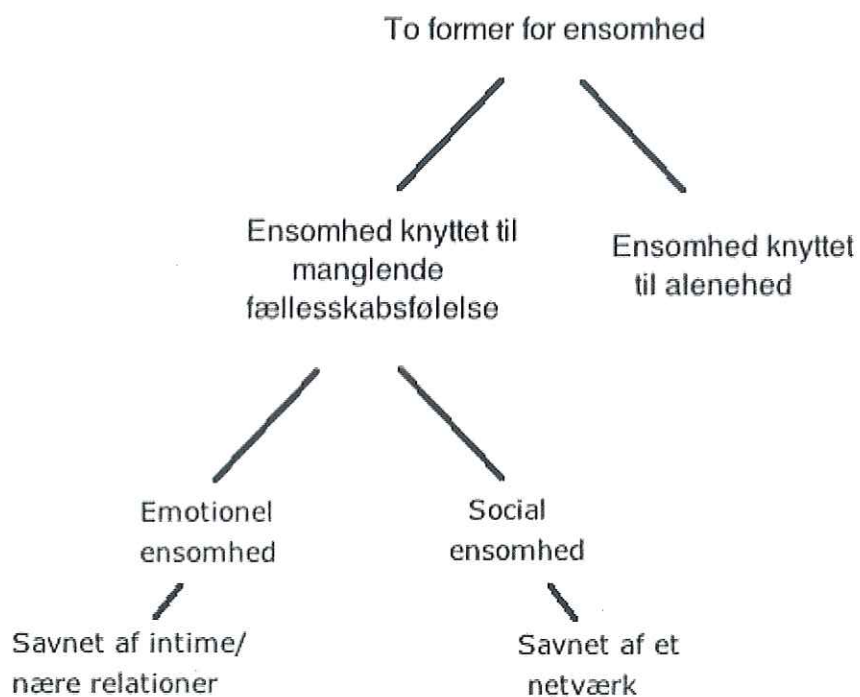 To former for ensomhed
Ensomhed knyttet til
manglende
fællesskabsfølelse
Ensomhed knyttet
til alenehed
Emotionel
ensomhed
Social
ensomhed
Savnet af intime/
nære relationer
Savnet af et
netværk